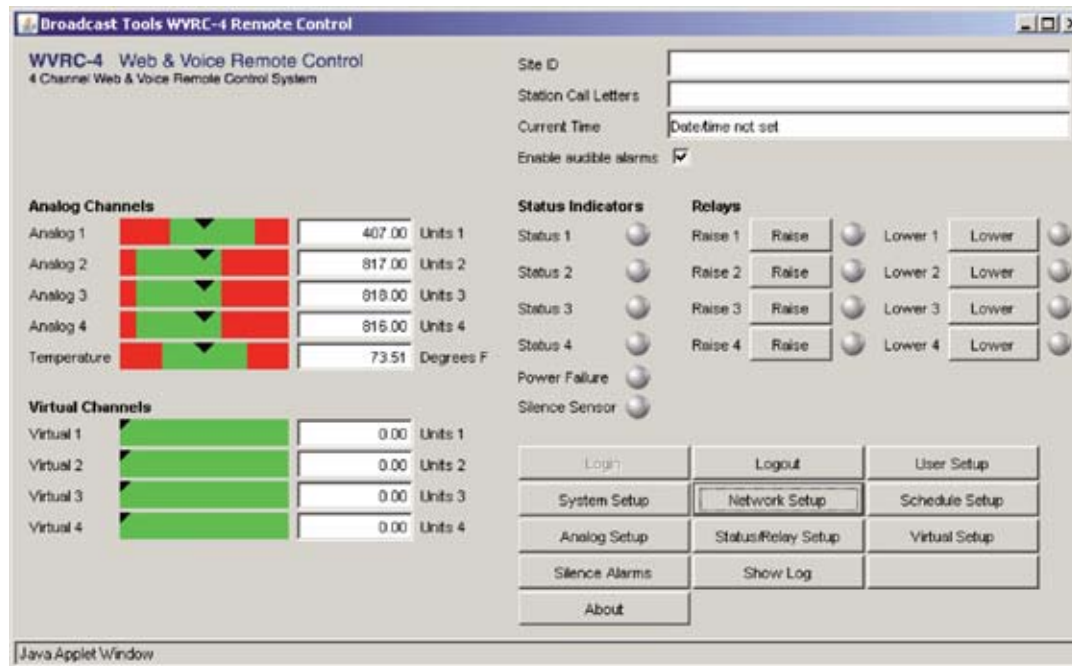 Broadcast Tools WVRC-4 Remote Control
WVRC-4 Web & Voice Remote Control
4 Channel Web & Voice Remote Control System
Site ID
Station Call Letters
Current Time Date/time not set
Enable audible alarms
Analog Channels
Analog 1 407.00 Units 1
Analog 2 817.00 Units 2
Analog 3 818.00 Units 3
Analog 4 816.00 Units 4
Temperature 73.51 Degrees F
Virtual Channels
Virtual 1 0.00 Units 1
Virtual 2 0.00 Units 2
Virtual 3 0.00 Units 3
Virtual 4 0.00 Units 4
Status Indicators
Status 1
Status 2
Status 3
Status 4
Power Failure
Silence Sensor
Relays
Raise 1 Raise Lower 1 Lower
Raise 2 Raise Lower 2 Lower
Raise 3 Raise Lower 3 Lower
Raise 4 Raise Lower 4 Lower
Login Logout User Setup
System Setup Network Setup Schedule Setup
Analog Setup Status/Relay Setup Virtual Setup
Silence Alarms Show Log
About
Java Applet Window